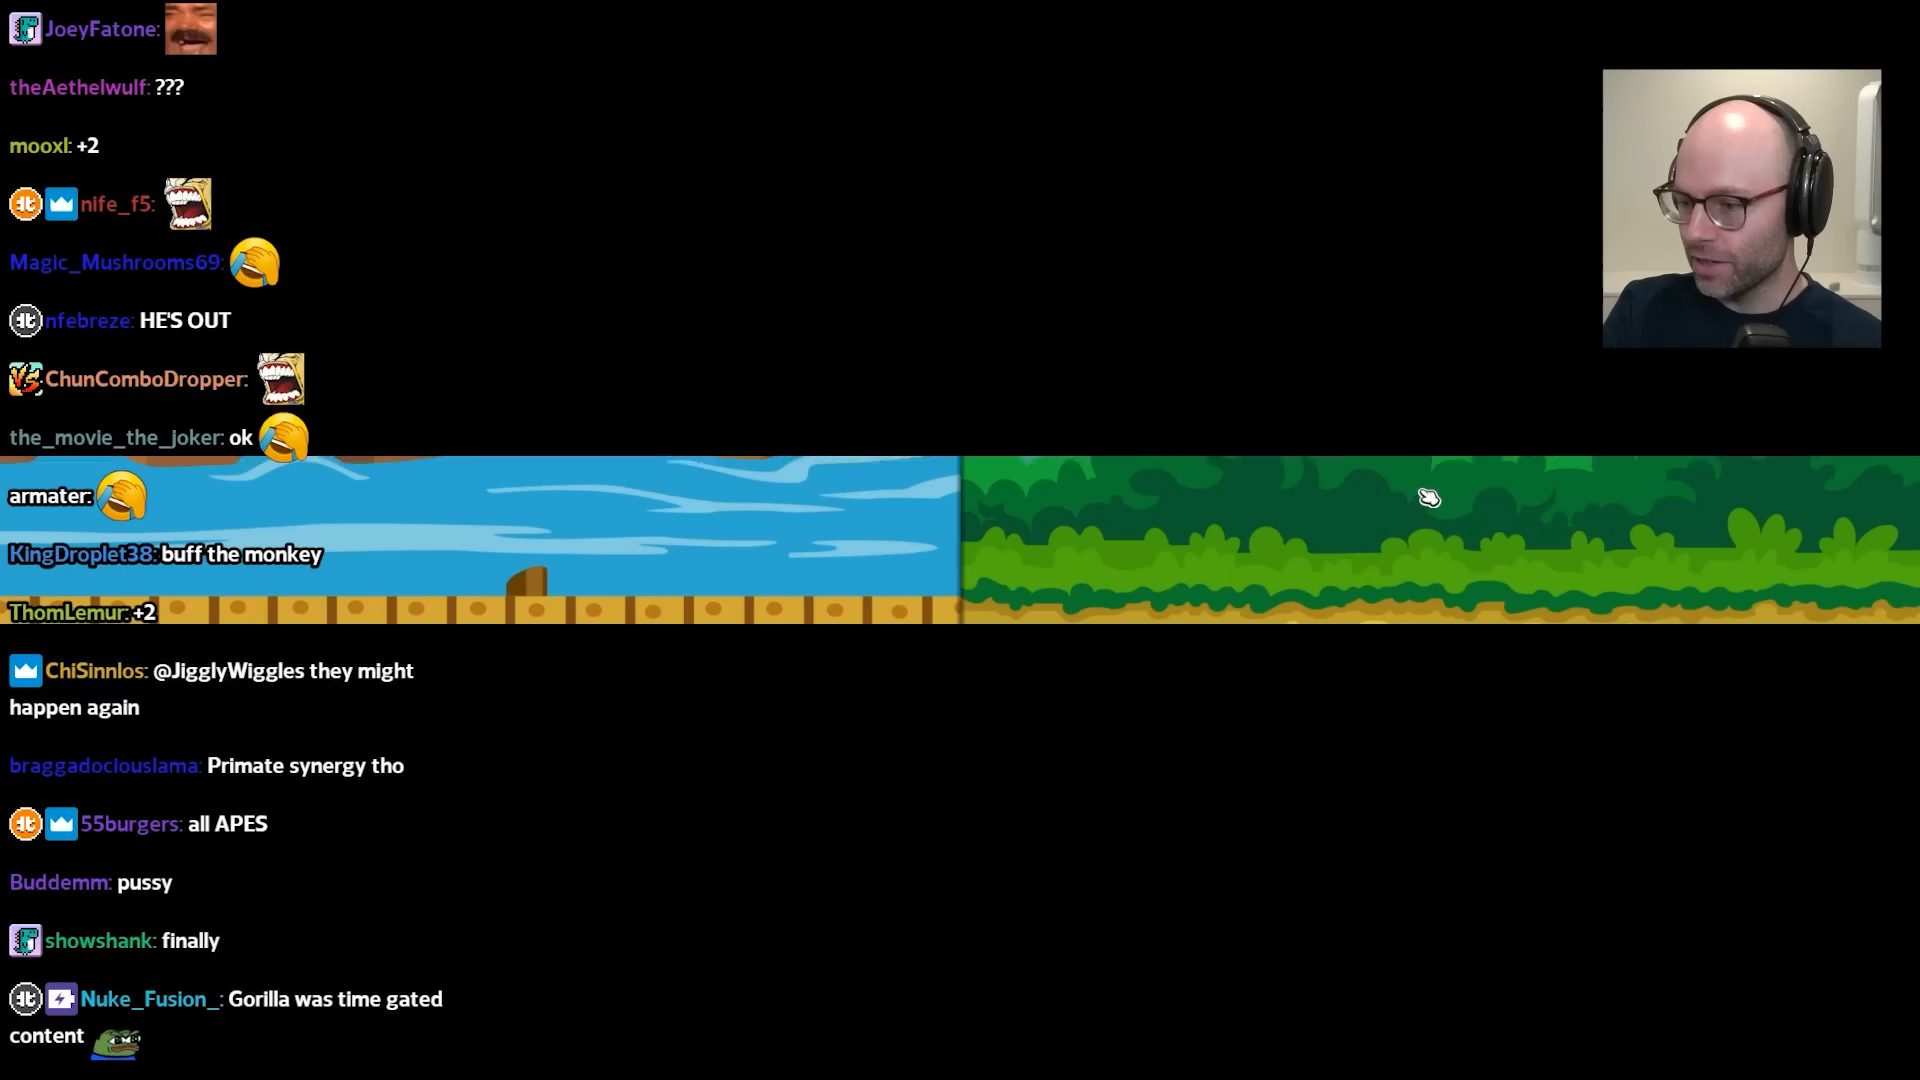 JoeyFatone:
theAethelwulf: ???
mooxl: +2
nife_f5:
Magic_Mushrooms69:
nfebreze: HE'S OUT
ChunComboDropper:
the_movie_the_joker: ok
armater:
KingDroplet38: buff the monkey
ThomLemur: +2
ChiSinnlos: @JigglyWiggles they might
happen again
braggadociouslama: Primate synergy tho
55burgers: all APES
Buddemm: pussy
showshank: finally
Nuke_Fusion_: Gorilla was time gated
content